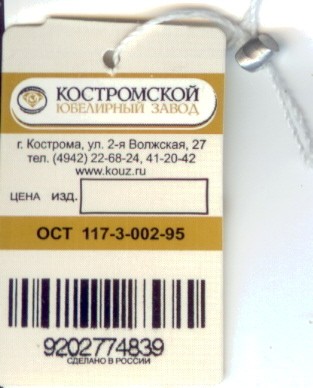 КОСТРОМСКОЙ
ЮВЕЛИРНЫЙ ЗАВОД
г. Кострома, ул. 2-я Волжская, 27
тел. (4942) 22-68-24, 41-20-42
www.kouz.ru
ЦЕНА ИЗД.
ОСТ 117-3-002-95
9202774839
СДЕЛАНО В РОССИИ